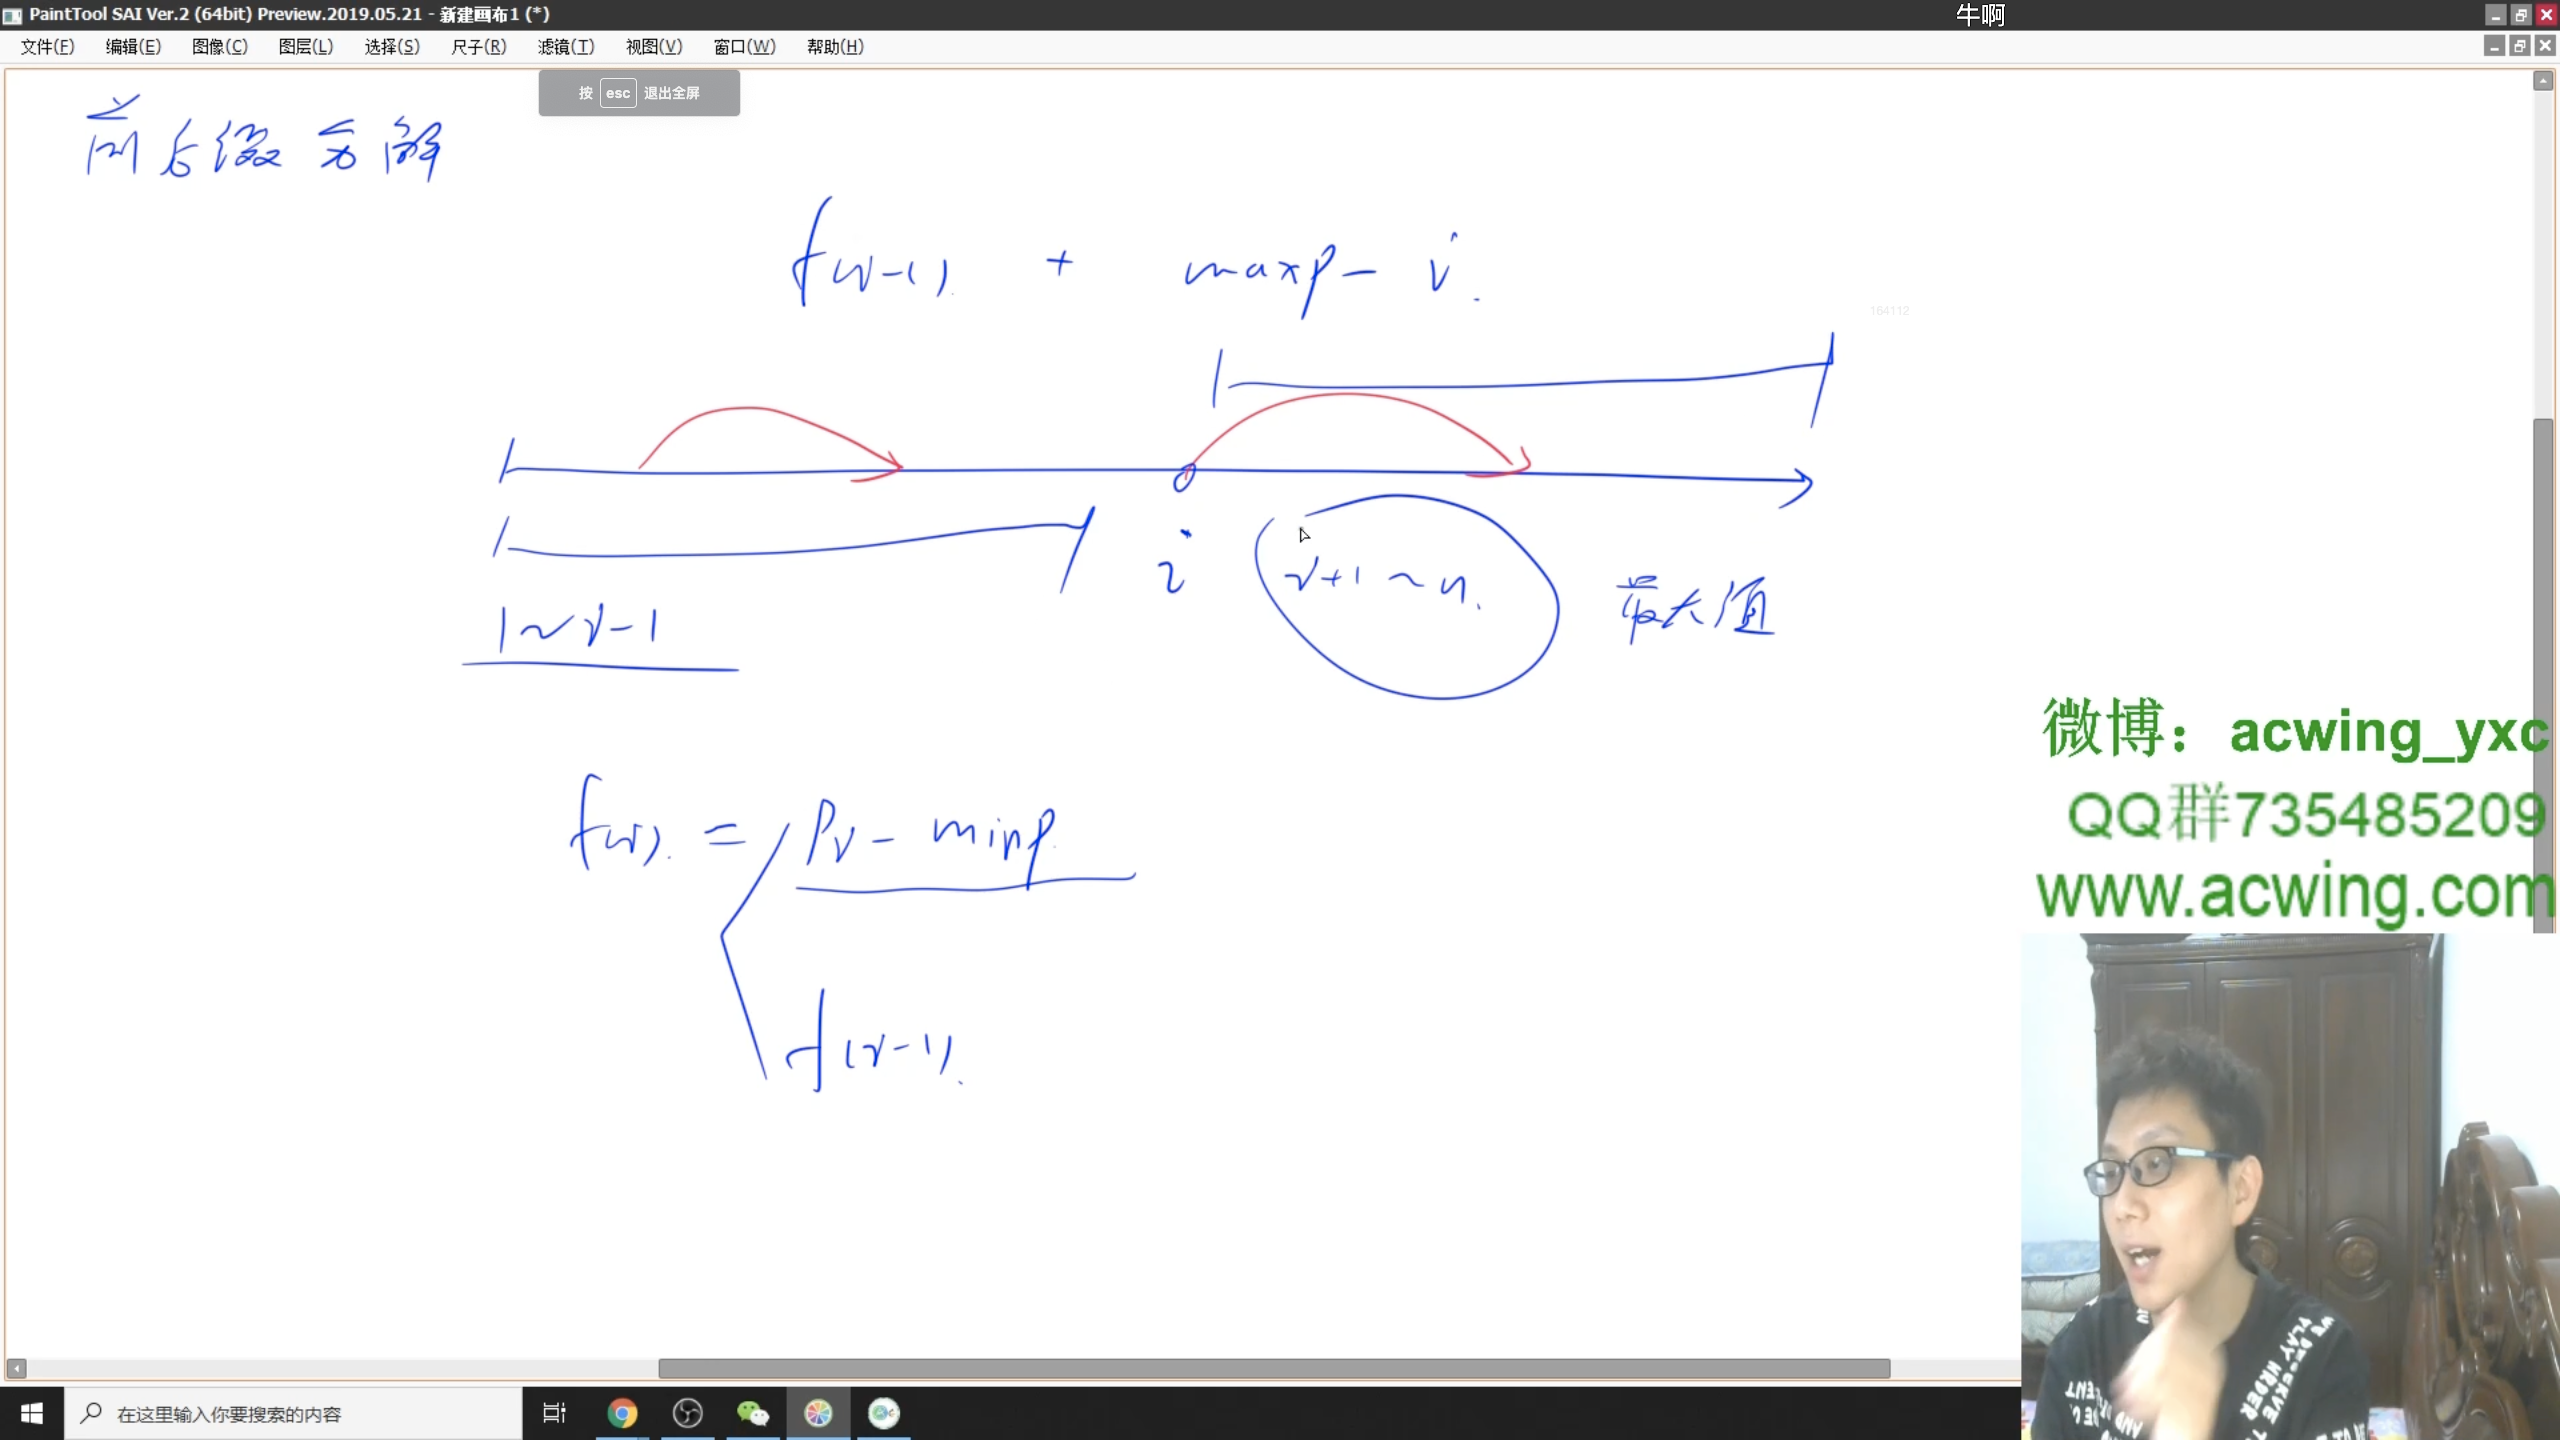 PaintTool SAI Ver.2 (64bit) Preview.2019.05.21 - 新建画布1 (*)
牛啊
文件(F) 编辑(E) 图像(C) 图层(L) 选择(S) 尺子(R) 滤镜(T) 视图(V) 窗口(W) 帮助(H)
按 esc 退出全屏
前后缀分解
f(i-1) + maxp - i
164112
i
i+1 ~ n
最大值
1 ~ i-1
微博：acwing_yxc
QQ群735485209
www.acwing.com
f(i) = Pi - minp
f(i-1)
在这里输入你要搜索的内容